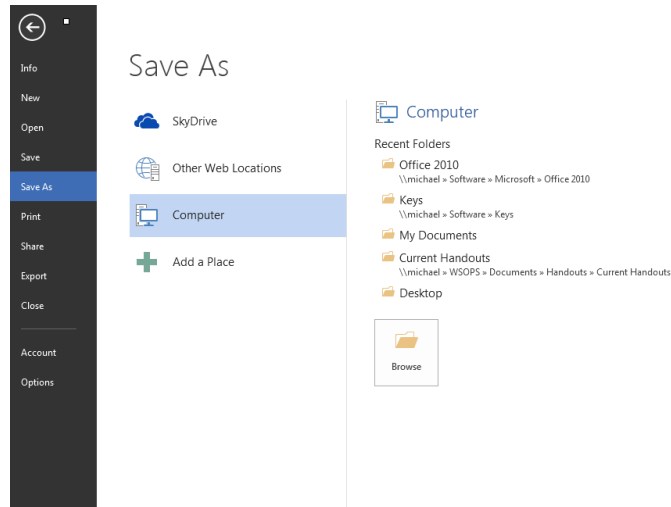 Info
New
Open
Save
Save As
Print
Share
Export
Close
Account
Options
Save As
SkyDrive
Other Web Locations
Computer
Add a Place
Computer
Recent Folders
Office 2010
\\michael » Software » Microsoft » Office 2010
Keys
\\michael » Software » Keys
My Documents
Current Handouts
\\michael » WSOPS » Documents » Handouts » Current Handouts
Desktop
Browse